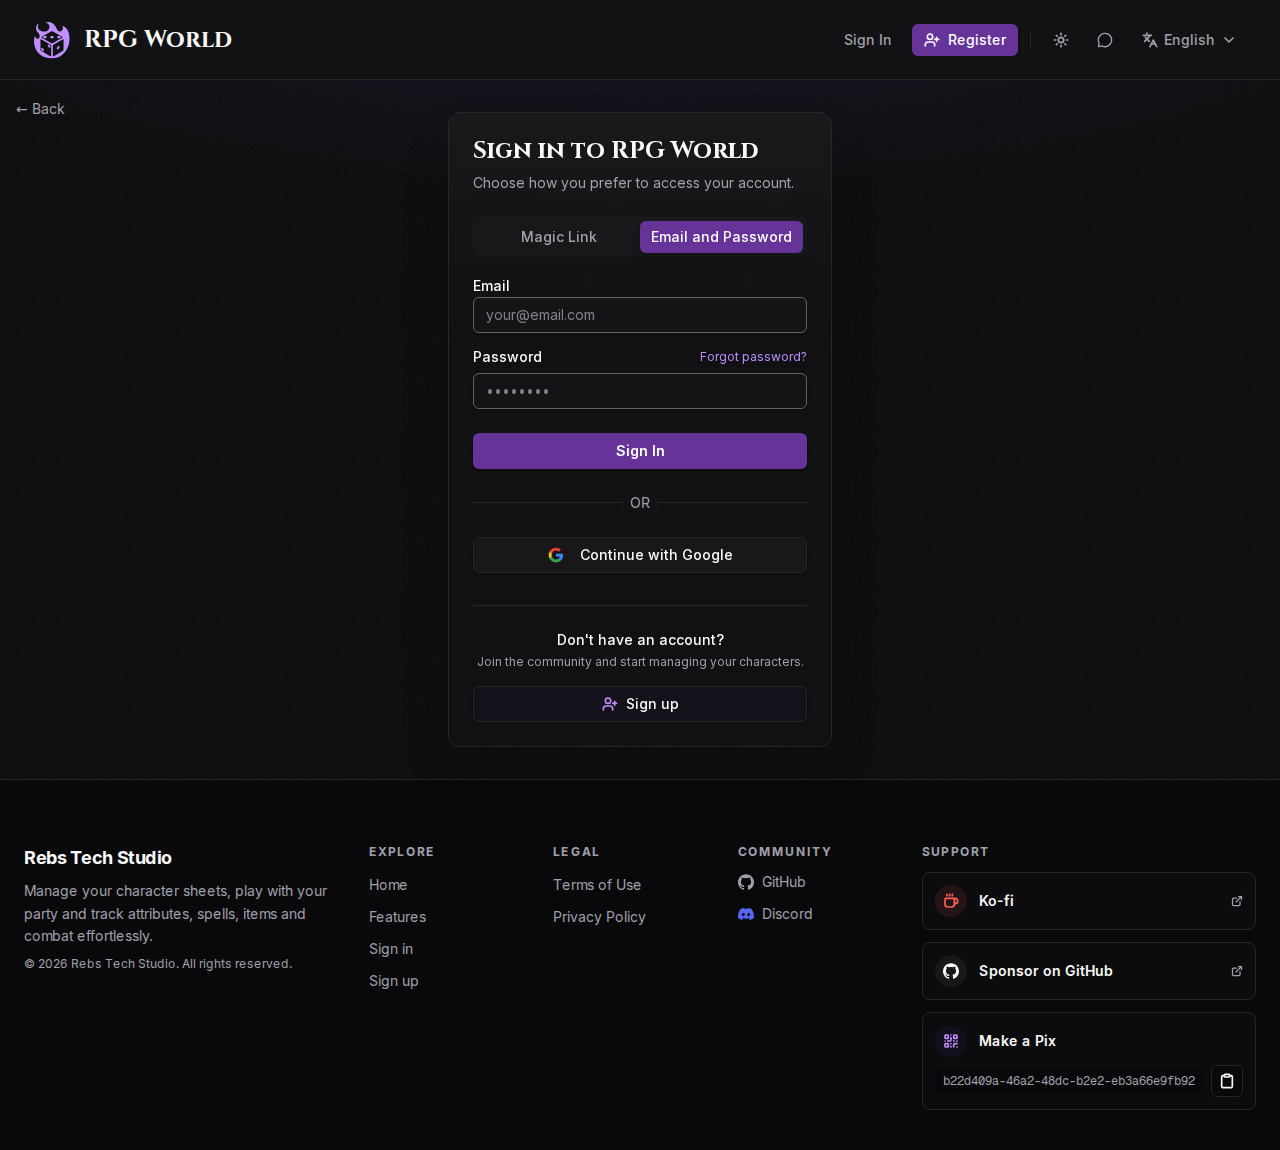 RPG World
Sign In
Register
English
← Back
Sign in to RPG World
Choose how you prefer to access your account.
Magic Link
Email and Password
Email
your@email.com
Password
Forgot password?
••••••••
Sign In
OR
Continue with Google
Don't have an account?
Join the community and start managing your characters.
Sign up
Rebs Tech Studio
Manage your character sheets, play with your
party and track attributes, spells, items and
combat effortlessly.
© 2026 Rebs Tech Studio. All rights reserved.
EXPLORE
Home
Features
Sign in
Sign up
LEGAL
Terms of Use
Privacy Policy
COMMUNITY
GitHub
Discord
SUPPORT
Ko-fi
Sponsor on GitHub
Make a Pix
b22d409a-46a2-48dc-b2e2-eb3a66e9fb92